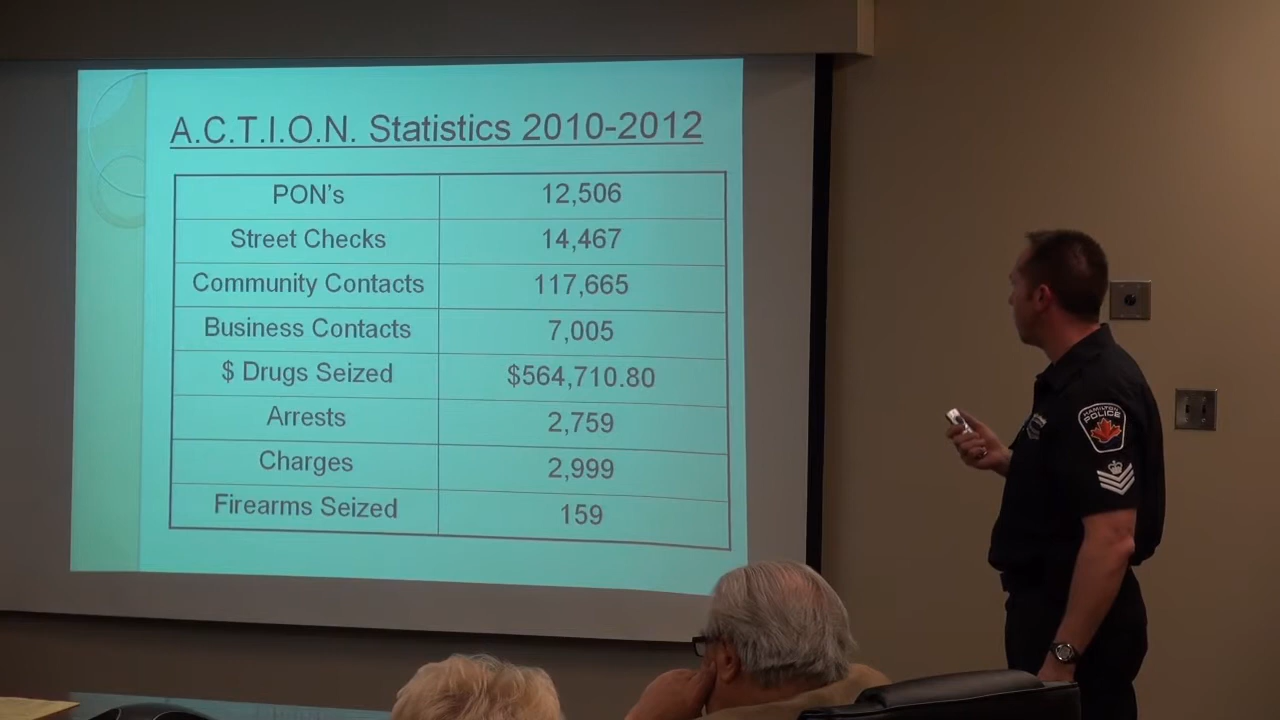 A.C.T.I.O.N. Statistics 2010-2012
PON's 12,506
Street Checks 14,467
Community Contacts 117,665
Business Contacts 7,005
$ Drugs Seized $564,710.80
Arrests 2,759
Charges 2,999
Firearms Seized 159
HAMILTON
POLICE